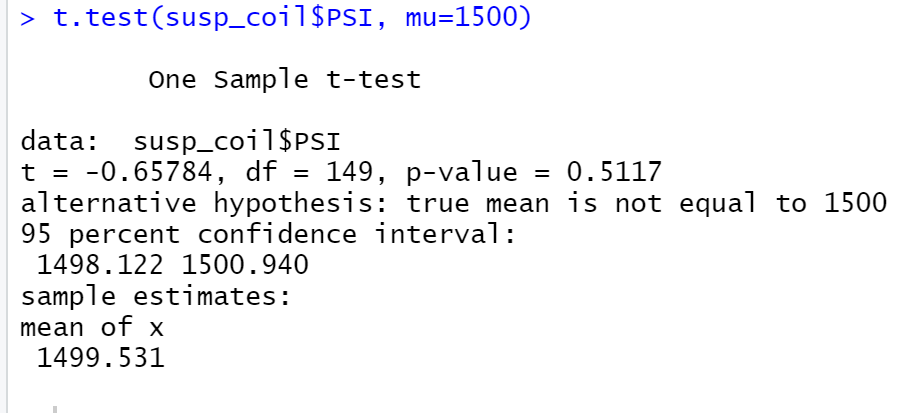 > t.test(susp_coil$PSI, mu=1500)
One Sample t-test
data:  susp_coil$PSI
t = -0.65784, df = 149, p-value = 0.5117
alternative hypothesis: true mean is not equal to 1500
95 percent confidence interval:
1498.122 1500.940
sample estimates:
mean of x
1499.531